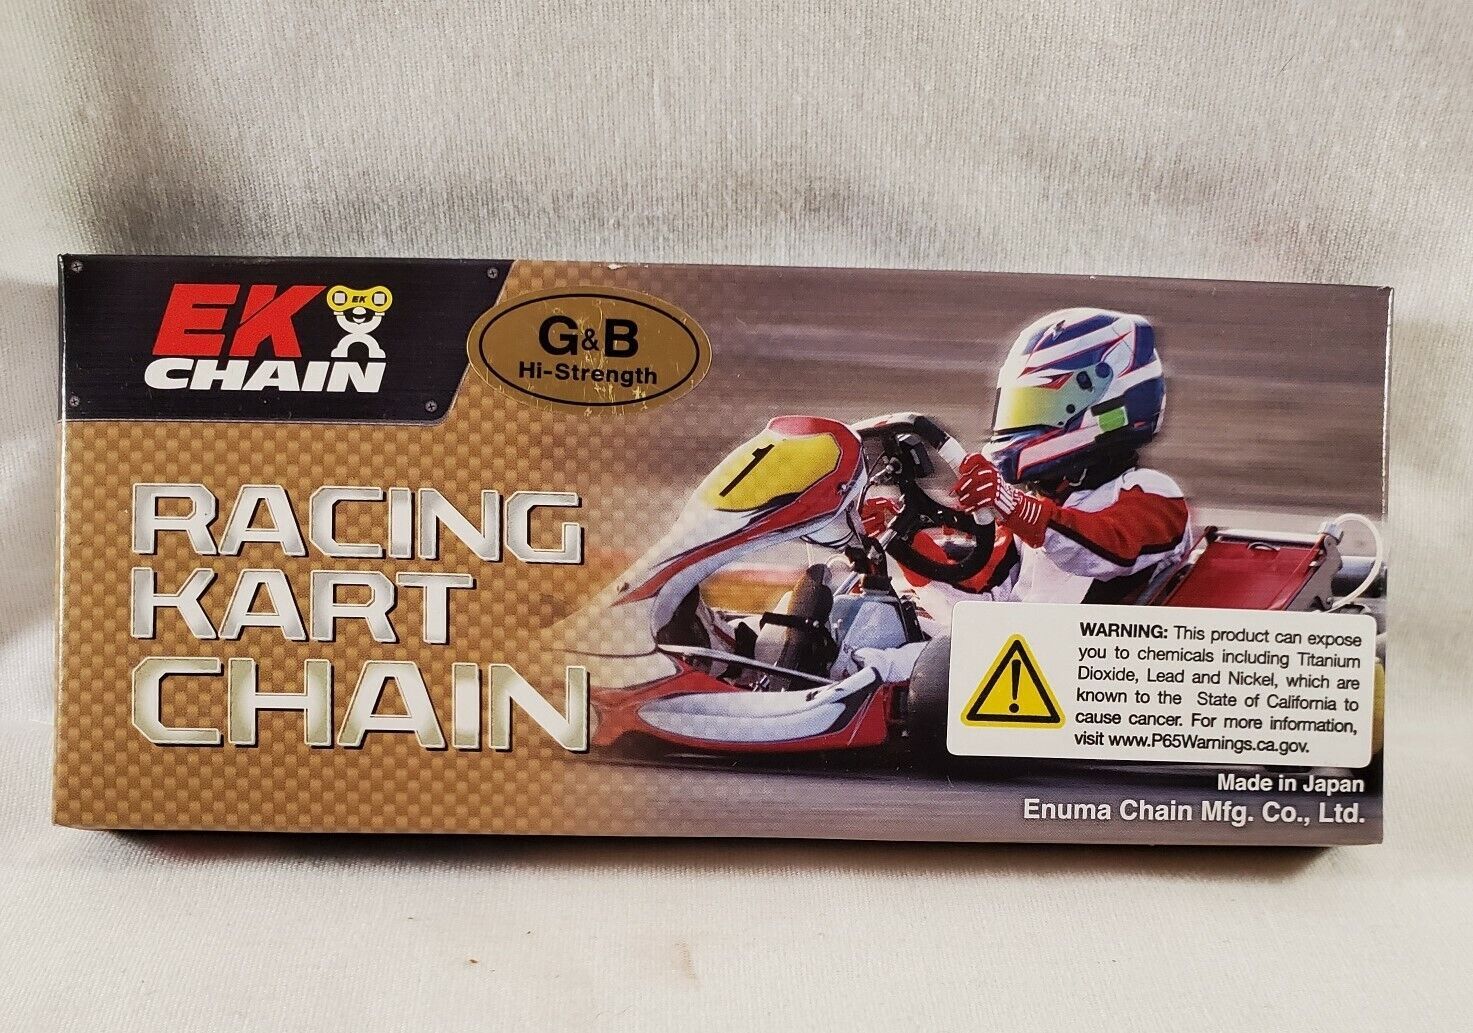 EK
EK
CHAIN
G&B
Hi-Strength
1
RACING
KART
CHAIN
WARNING: This product can expose
you to chemicals including Titanium
Dioxide, Lead and Nickel, which are
known to the State of California to
cause cancer. For more information,
visit www.P65Warnings.ca.gov.
Made in Japan
Enuma Chain Mfg. Co., Ltd.